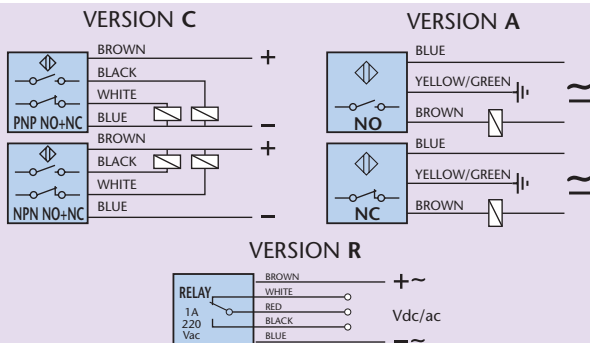 VERSION C
BROWN
BLACK
WHITE
BLUE
PNP NO+NC
+
−
BROWN
BLACK
WHITE
BLUE
NPN NO+NC
+
−
VERSION A
BLUE
YELLOW/GREEN
BROWN
NO
≃
BLUE
YELLOW/GREEN
BROWN
NC
≃
VERSION R
RELAY
1A
220
Vac
BROWN
WHITE
RED
BLACK
BLUE
+~
Vdc/ac
−~